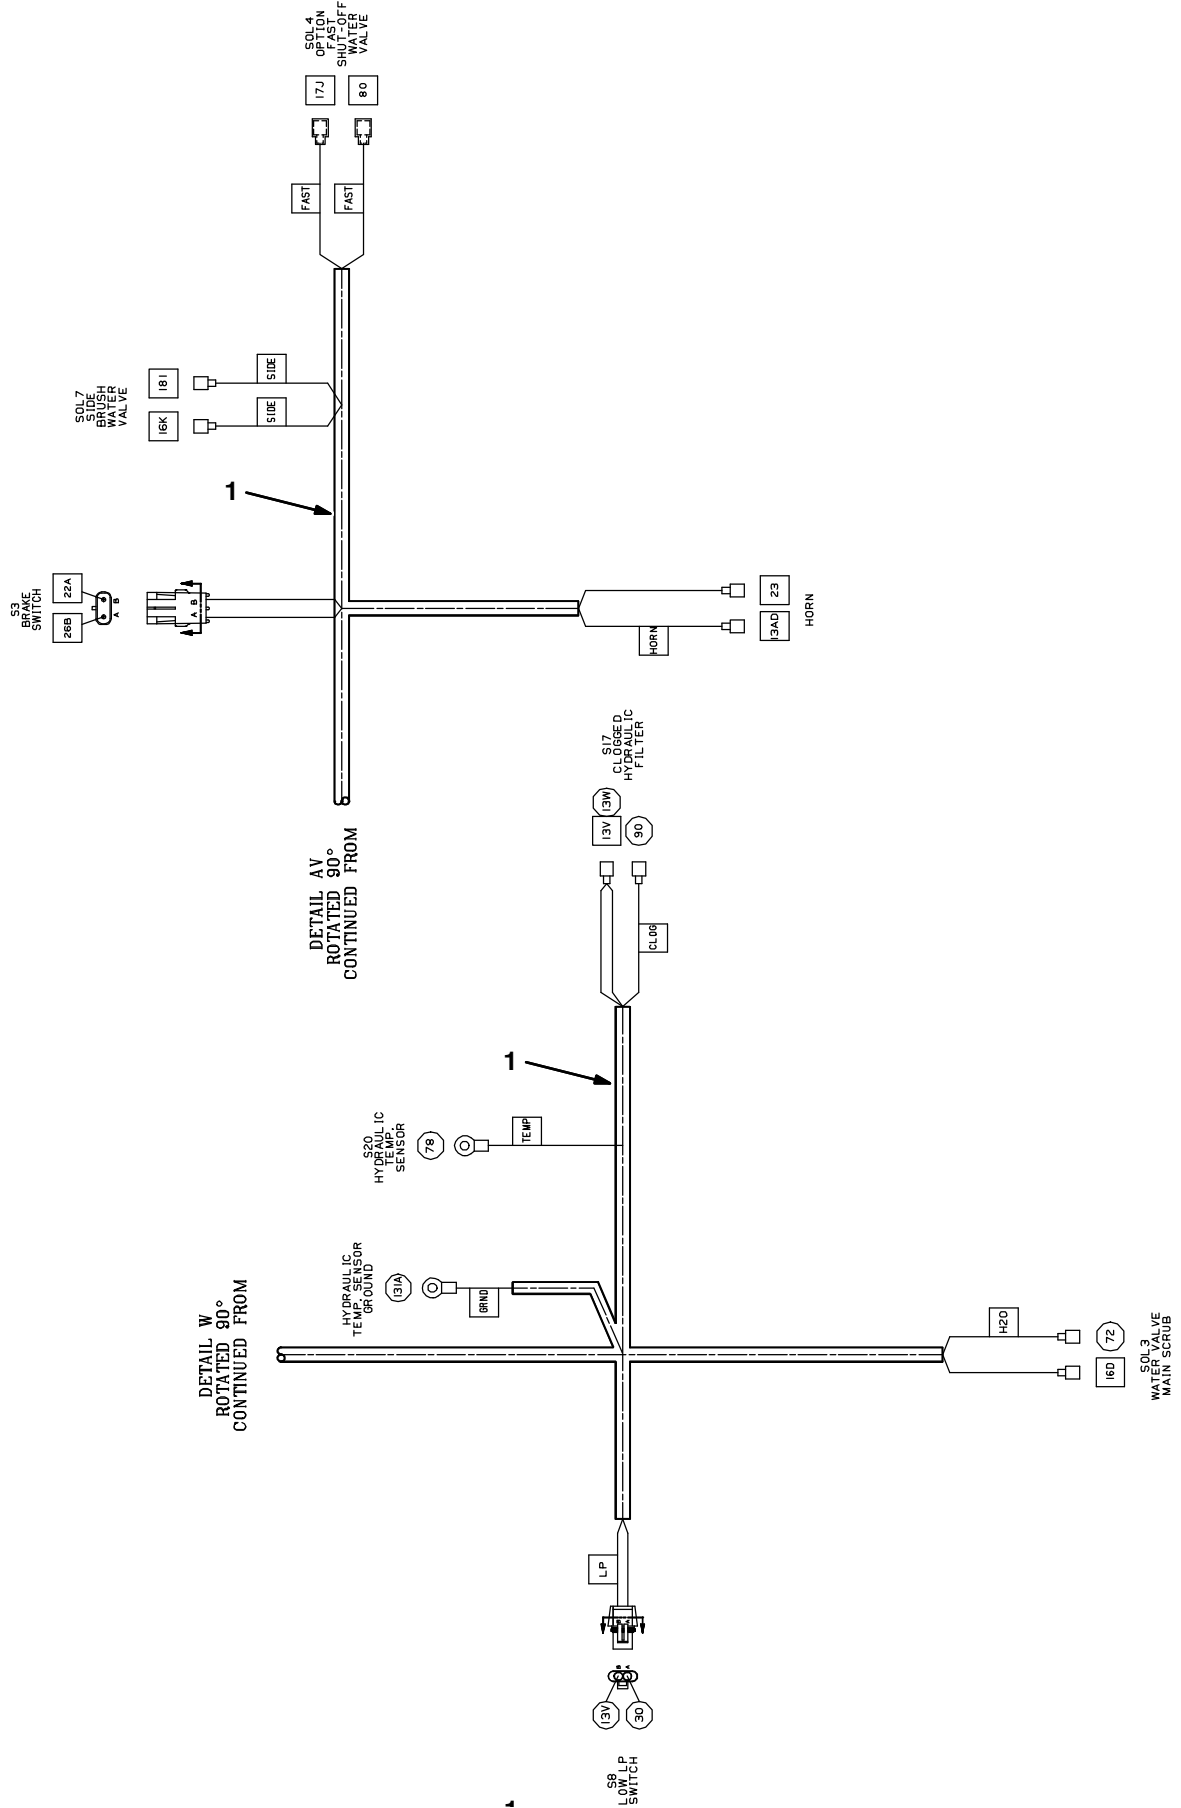 SOL4
OPTION
FAST
SHUT-OFF
WATER
VALVE
17J
80
FAST
FAST
SOL7
SIDE
BRUSH
WATER
VALVE
181
16K
SIDE
SIDE
1
S3
BRAKE
SWITCH
22A
26B
A
B
A
B
HORN
23
13AD
HORN
DETAIL AV
ROTATED 90°
CONTINUED FROM
S17
CLOGGED
HYDRAULIC
FILTER
13W
13V
90
CLOG
1
S20
HYDRAULIC
TEMP.
SENSOR
78
TEMP
HYDRAULIC
TEMP. SENSOR
GROUND
131A
GRND
DETAIL W
ROTATED 90°
CONTINUED FROM
H2O
72
16D
SOL3
WATER VALVE
MAIN SCRUB
LP
B
A
B
A
13V
30
S8
LOW LP
SWITCH
1